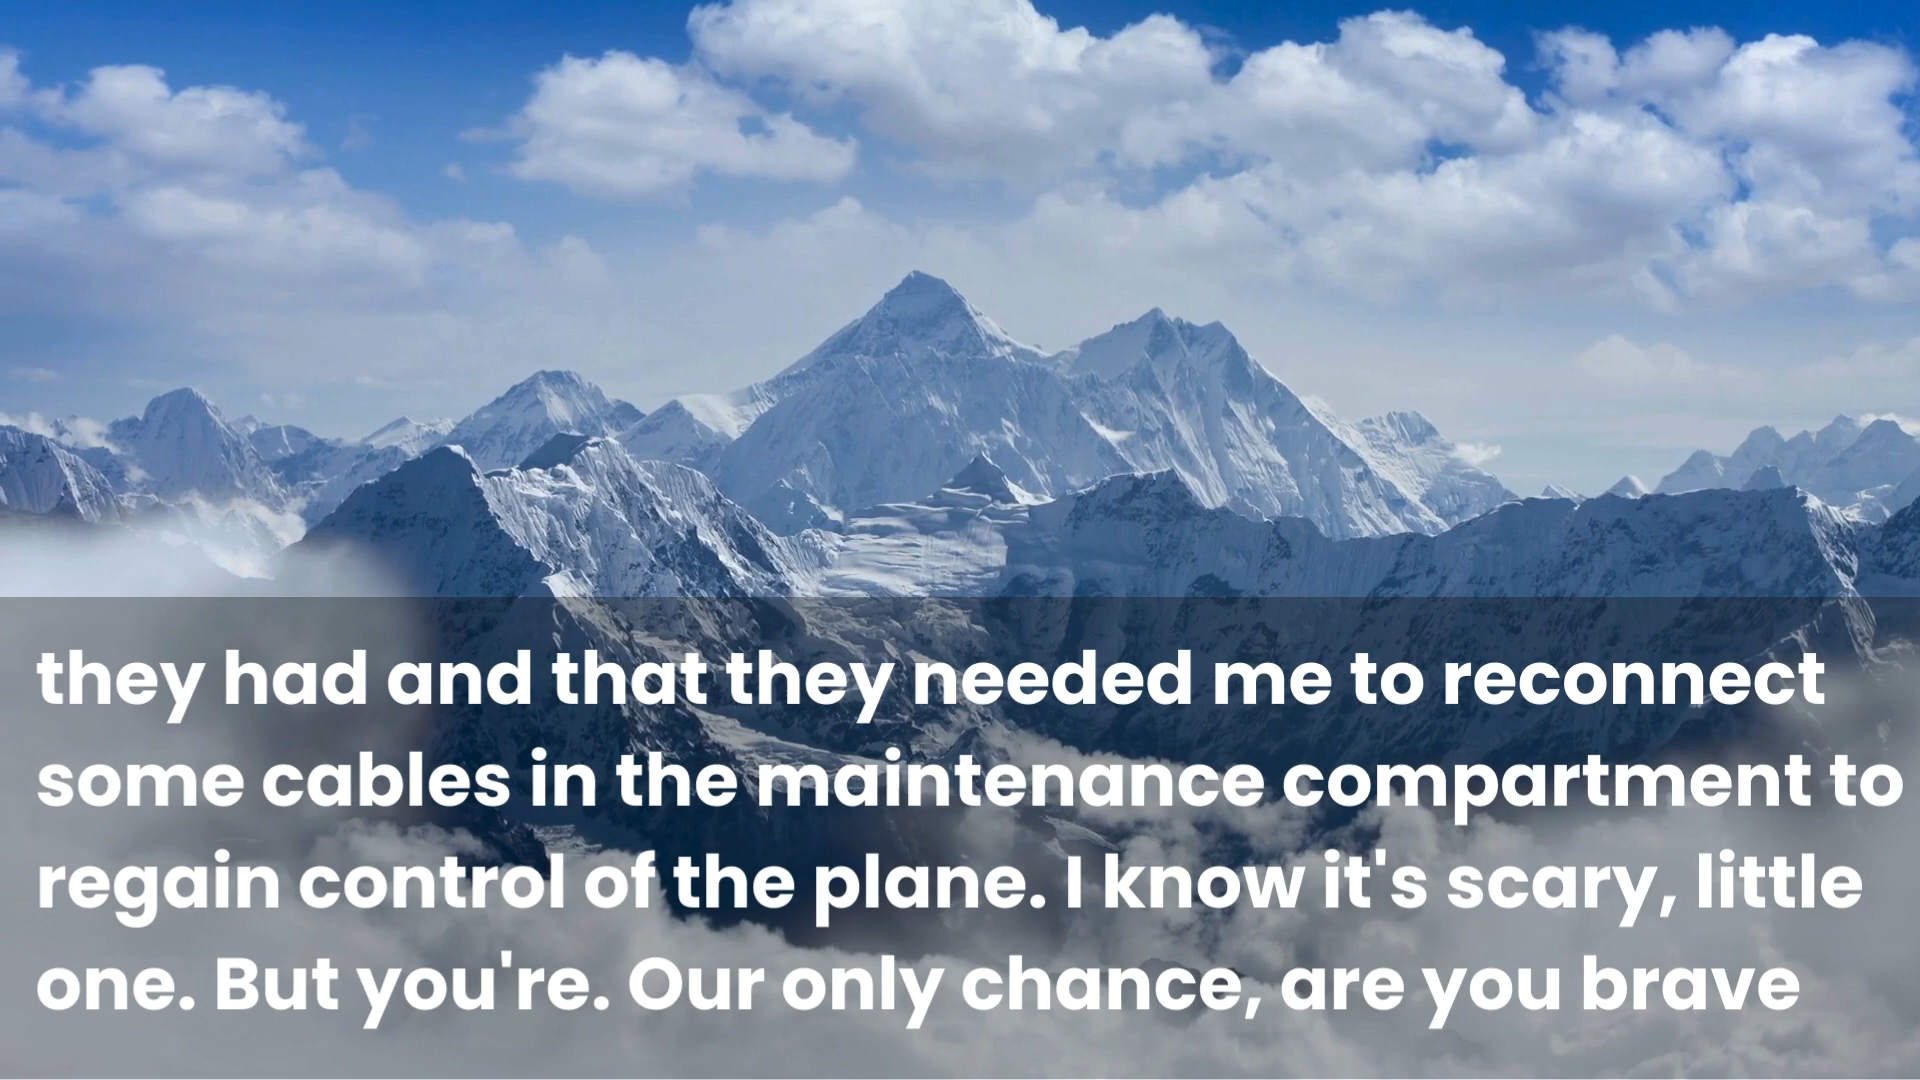 they had and that they needed me to reconnect
some cables in the maintenance compartment to
regain control of the plane. I know it's scary, little
one. But you're. Our only chance, are you brave